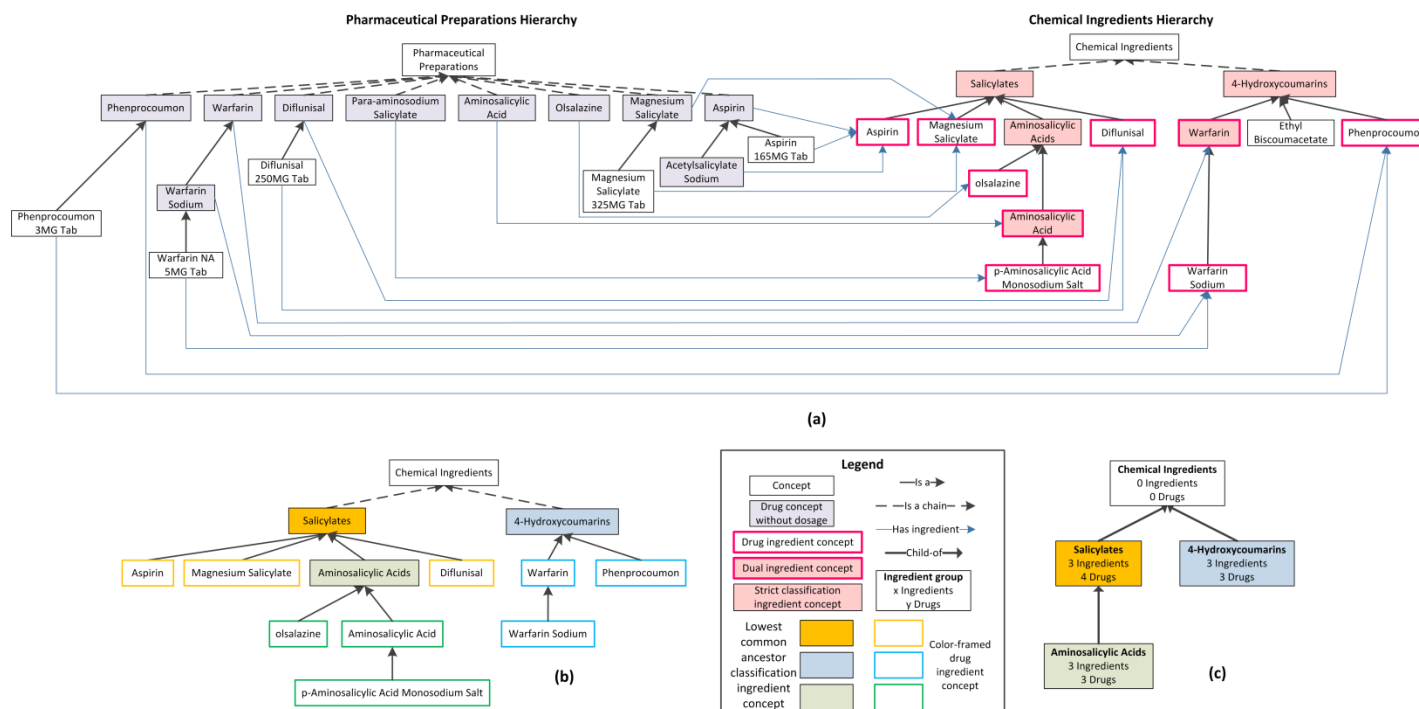 Pharmaceutical Preparations Hierarchy
Chemical Ingredients Hierarchy
Pharmaceutical
Preparations
Chemical Ingredients
Phenprocoumon
Warfarin
Diflunisal
Para-aminosodium
Salicylate
Aminosalicylic
Acid
Olsalazine
Magnesium
Salicylate
Aspirin
Salicylates
4-Hydroxycoumarins
Aspirin
Magnesium
Salicylate
Aminosalicylic
Acids
Diflunisal
Warfarin
Ethyl
Biscoumacetate
Phenprocoumo
Diflunisal
250MG Tab
Aspirin
165MG Tab
Acetylsalicylate
Sodium
Magnesium
Salicylate
325MG Tab
Warfarin
Sodium
Phenprocoumon
3MG Tab
Warfarin NA
5MG Tab
olsalazine
Aminosalicylic
Acid
p-Aminosalicylic Acid
Monosodium Salt
Warfarin
Sodium
(a)
Chemical Ingredients
Salicylates
4-Hydroxycoumarins
Aspirin
Magnesium Salicylate
Aminosalicylic Acids
Diflunisal
Warfarin
Phenprocoumon
olsalazine
Aminosalicylic Acid
Warfarin Sodium
p-Aminosalicylic Acid Monosodium Salt
(b)
Legend
Concept
Is a
Drug concept
without dosage
Is a chain
Has ingredient
Drug ingredient concept
Child-of
Dual ingredient concept
Strict classification
ingredient concept
Ingredient group
x Ingredients
y Drugs
Lowest
common
ancestor
classification
ingredient
concept
Color-framed
drug
ingredient
concept
Chemical Ingredients
0 Ingredients
0 Drugs
Salicylates
3 Ingredients
4 Drugs
4-Hydroxycoumarins
3 Ingredients
3 Drugs
Aminosalicylic Acids
3 Ingredients
3 Drugs
(c)